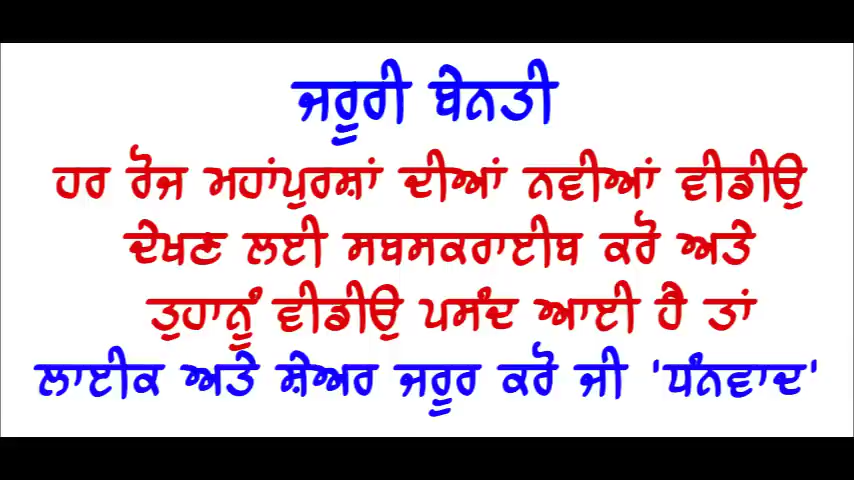 ਜਰੂਰੀ ਬੇਨਤੀ
ਹਰ ਰੋਜ ਮਹਾਂਪੁਰਸ਼ਾਂ ਦੀਆਂ ਨਵੀਆਂ ਵੀਡੀਉ
ਦੇਖਣ ਲਈ ਸਬਸਕਰਾਈਬ ਕਰੋ ਅਤੇ
ਤੁਹਾਨੂੰ ਵੀਡੀਉ ਪਸੰਦ ਆਈ ਹੈ ਤਾਂ
ਲਾਈਕ ਅਤੇ ਸ਼ੇਅਰ ਜਰੂਰ ਕਰੋ ਜੀ 'ਧੰਨਵਾਦ'